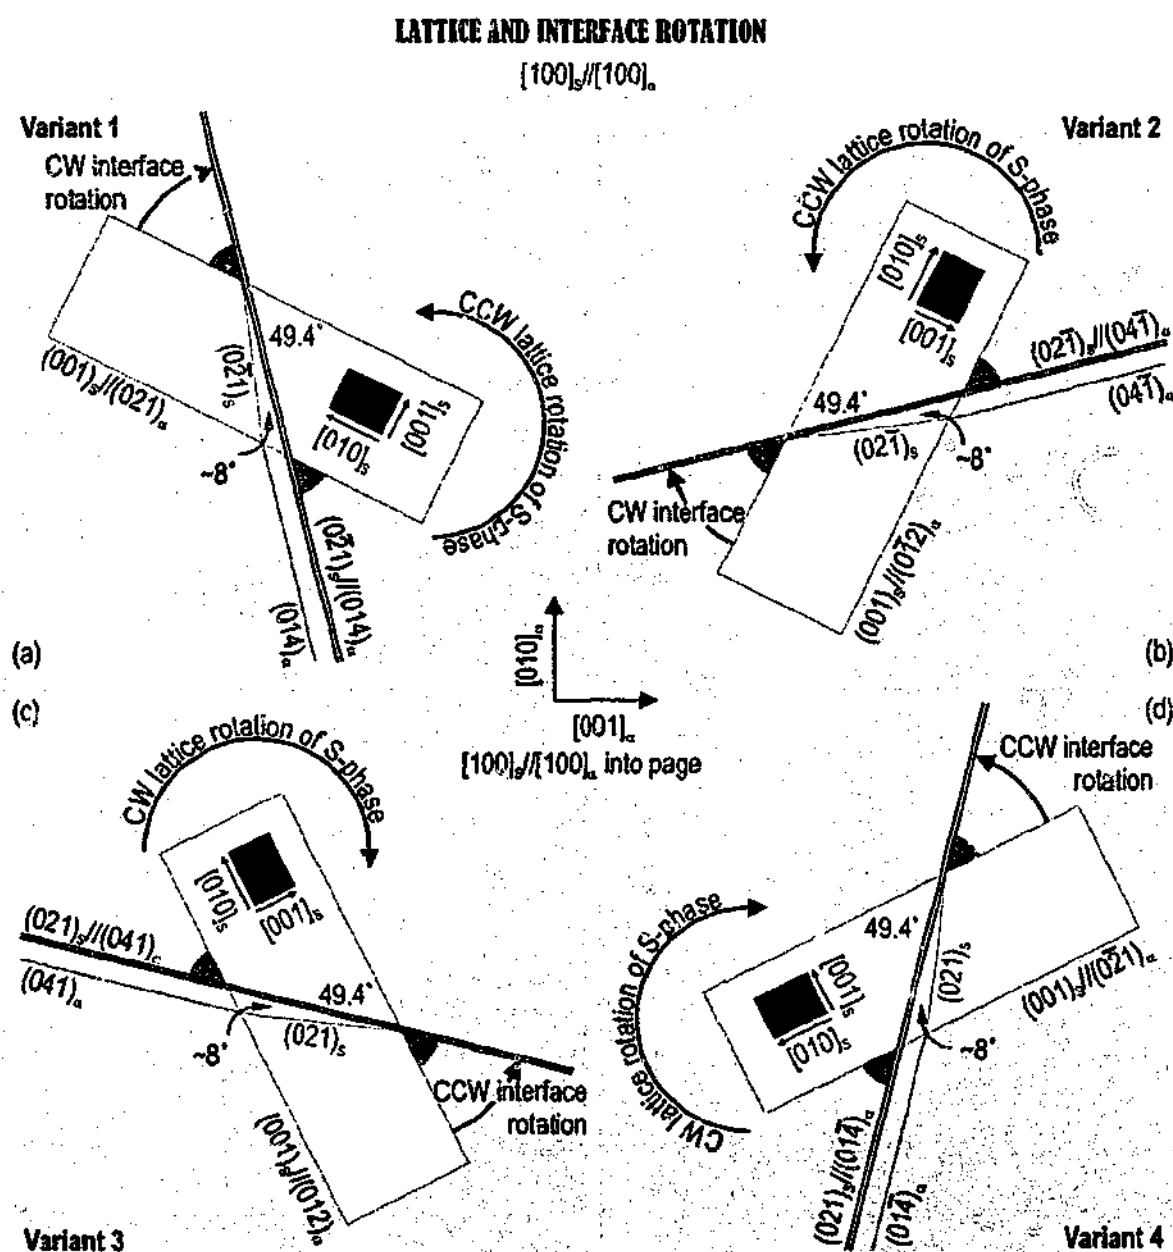 LATTICE AND INTERFACE ROTATION
[100]ₛ//[100]ₐ
Variant 1
CW interface
rotation
(001)ₛ//(021)ₐ
(02̄1)ₛ
49.4°
~8°
[010]ₛ
[001]ₛ
CCW lattice rotation of S-phase
(02̄1)ₛ//(014)ₐ
(014)ₐ
(a)
Variant 2
CCW lattice rotation of S-phase
[010]ₛ
[001]ₛ
(021̄)ₛ//(041̄)ₐ
(041̄)ₐ
49.4°
(021̄)ₛ
~8°
CW interface
rotation
(001)ₛ//(01̄2)ₐ
(b)
[010]ₐ
[001]ₐ
[100]ₛ//[100]ₐ into page
(c)
CW lattice rotation of S-phase
[010]ₛ
[001]ₛ
(021)ₛ//(041)
(041)ₐ
49.4°
(021)ₛ
~8°
CCW interface
rotation
(001)ₛ//(012)ₐ
Variant 3
(d)
CCW interface
rotation
CW lattice rotation of S-phase
49.4°
[001]ₛ
[010]ₛ
(021)ₛ
(001)ₛ//(02̄1)ₐ
~8°
(021)ₛ//(014̄)ₐ
(014̄)ₐ
Variant 4